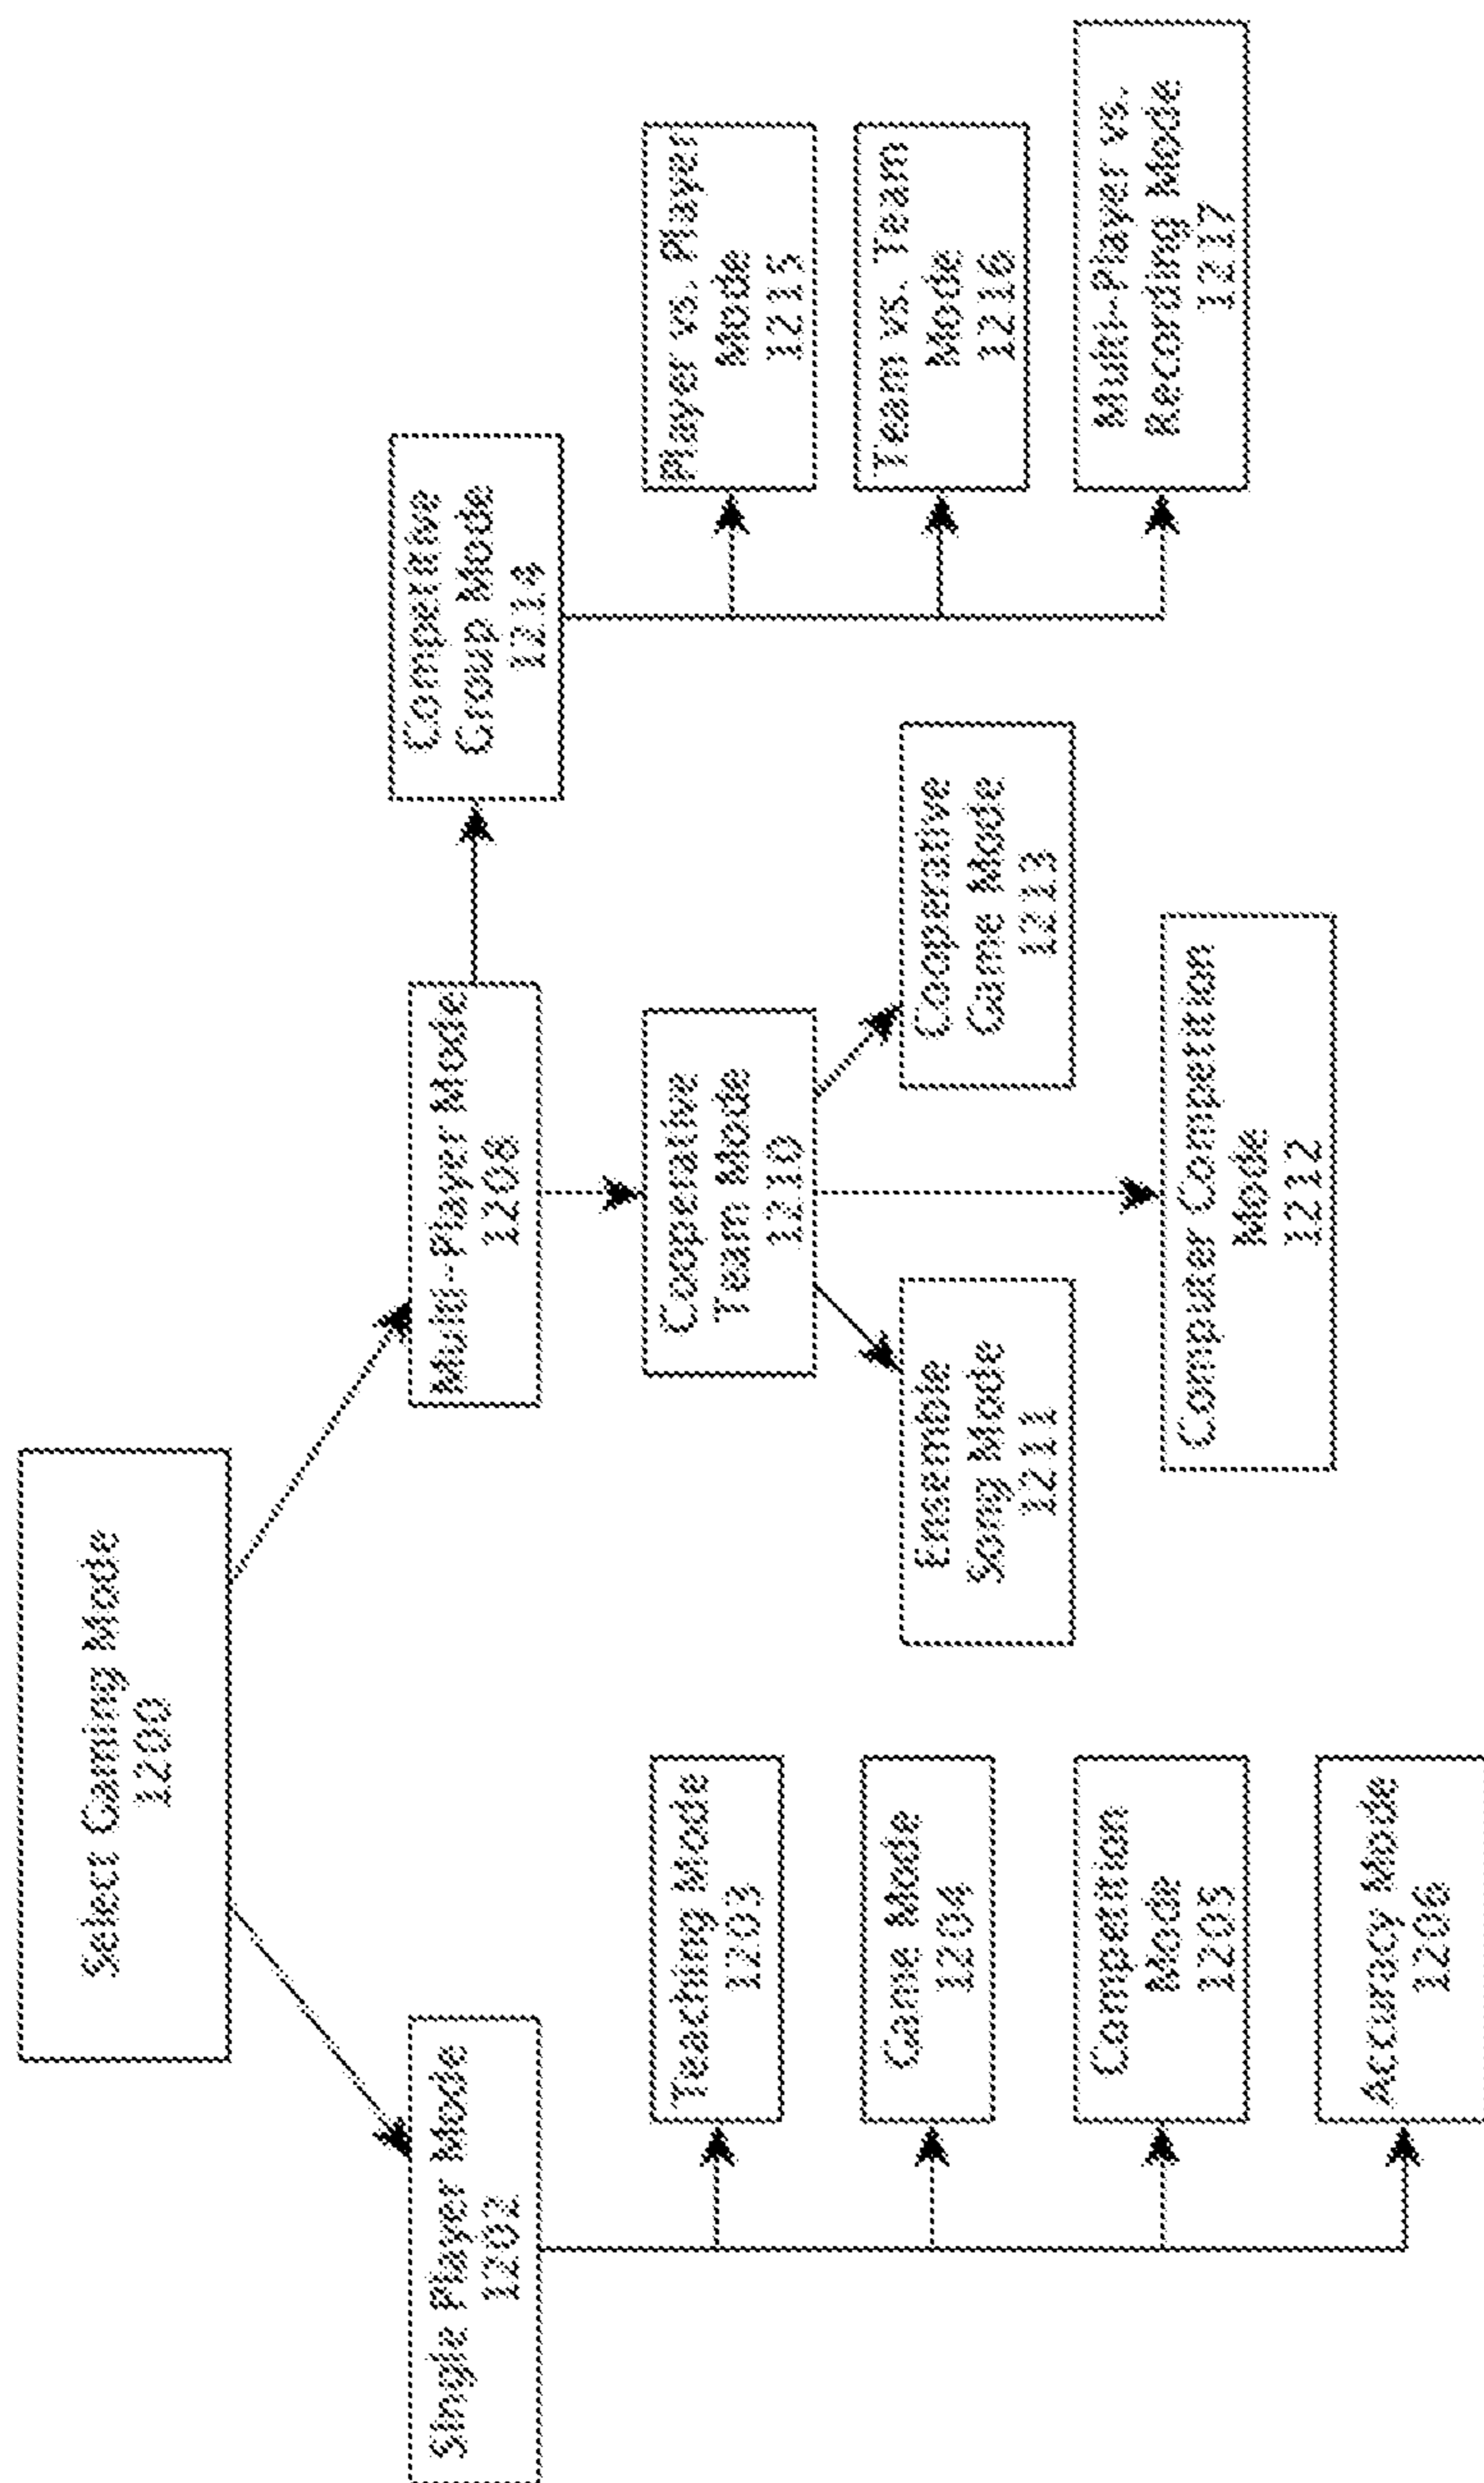 Select Gaming Mode
1200
Single Player Mode
1202
Multi-Player Mode
1208
Competitive
Group Mode
1214
Teaching Mode
1203
Game Mode
1204
Competition
Mode
1205
Accuracy Mode
1206
Cooperative
Team Mode
1210
Ensemble
Song Mode
1211
Cooperative
Game Mode
1213
Computer Competition
Mode
1212
Player vs. Player
Mode
1215
Team vs. Team
Mode
1216
Multi-Player vs.
Recording Mode
1217